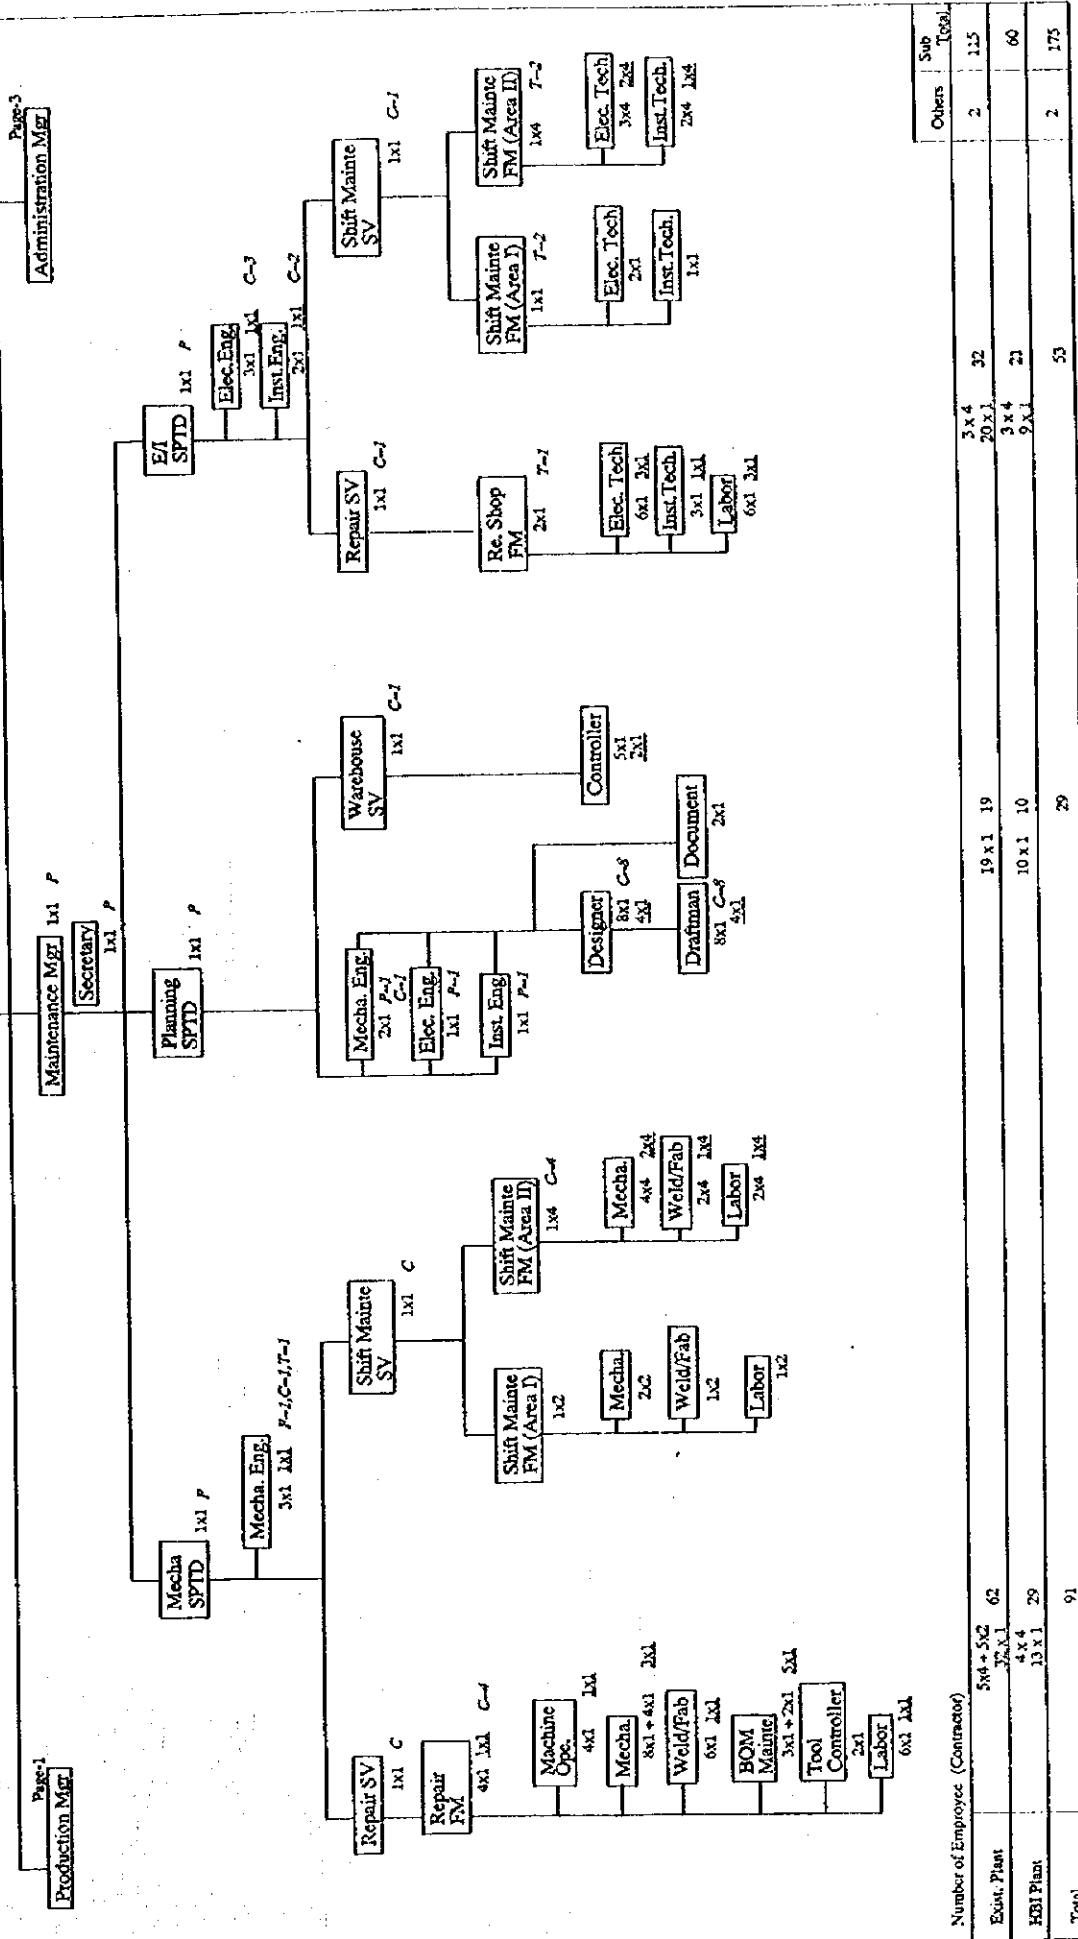 Page-1
Production Mgr
Page-3
Administration Mgr
Maintenance Mgr 1x1 P
Secretary
1x1 P
Mecha
SPTD
1x1 P
Mecha. Eng.
3x1 1x1 P-1,C-1,T-1
Repair SV
1x1 C
Repair
FM
4x1 1x1 C-4
Machine
Ope.
4x1 1x1
Mecha.
8x1 + 4x1 3x1
Weld/Fab
6x1 1x1
BQM
Mainte.
3x1 + 2x1 5x1
Tool
Controller
2x1
Labor
6x1 1x1
Shift Mainte
SV
1x1 C
Shift Mainte
FM (Area I)
1x2
Mecha.
2x2
Weld/Fab
1x2
Labor
1x2
Shift Mainte
FM (Area II)
1x4 C-4
Mecha.
4x4 2x4
Weld/Fab
2x4 1x4
Labor
2x4 1x4
Planning
SPTD
1x1 P
Mecha. Eng.
2x1 P-1
C-1
Elec. Eng.
1x1 P-1
Inst. Eng
1x1 P-1
Designer
8x1 C-8
4x1
Draftman
8x1 C-8
4x1
Document
2x1
Warehouse
SV
1x1 C-1
Controller
5x1
2x1
E/I
SPTD
1x1 P
Elec.Eng.
3x1 1x1 C-3
Inst.Eng.
2x1 1x1 C-2
Repair SV
1x1 C-1
Re. Shop
FM
2x1 T-1
Elec. Tech
6x1
Inst.Tech.
3x1 1x1
Labor
6x1 3x1
Shift Mainte
SV
1x1 C-1
Shift Mainte
FM (Area I)
1x1 T-2
Elec. Tech
2x1
Inst.Tech.
1x1
Shift Mainte
FM (Area II)
1x4 T-2
Elec. Tech
3x4 2x4
Inst.Tech.
2x4 1x4
Number of Employee (Contractor)
Others Sub Total
Exist. Plant 5x4 + 5x2 32 x 1 62 19 x 1 19 3 x 4 20 x 1 32 2 115
HBI Plant 4 x 4 13 x 1 29 10 x 1 10 3 x 4 9 x 1 21 60
Total 91 29 53 2 175